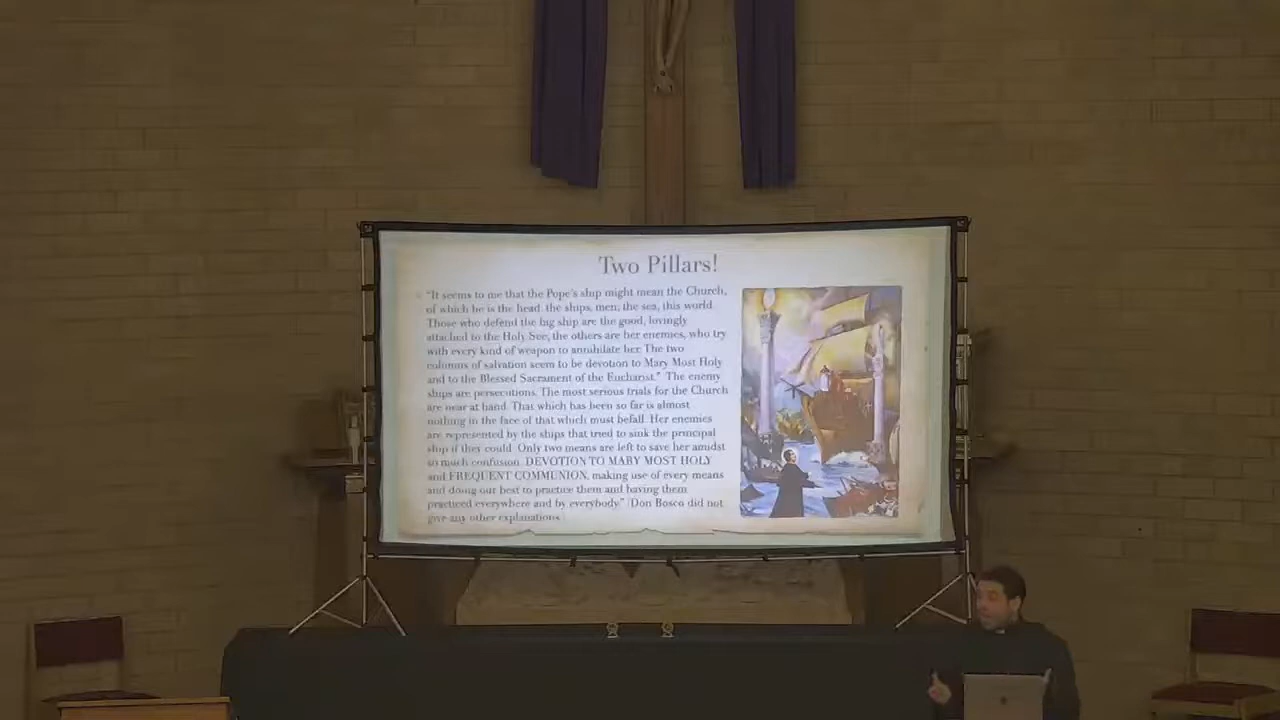 Two Pillars!
"It seems to me that the Pope's ship might mean the Church,
of which he is the head: the ships, men, the sea, this world.
Those who defend the big ship are the good, lovingly
attached to the Holy See; the others are her enemies, who try
with every kind of weapon to annihilate her. The two
columns of salvation seem to be devotion to Mary Most Holy
and to the Blessed Sacrament of the Eucharist." "The enemy
ships are persecutions. The most serious trials for the Church
are near at hand. That which has been so far is almost
nothing in the face of that which must befall. Her enemies
are represented by the ships that tried to sink the principal
ship if they could. Only two means are left to save her amidst
so much confusion: DEVOTION TO MARY MOST HOLY
and FREQUENT COMMUNION, making use of every means
and doing our best to practice them and having them
practiced everywhere and by everybody." (Don Bosco did not
give any other explanations.)